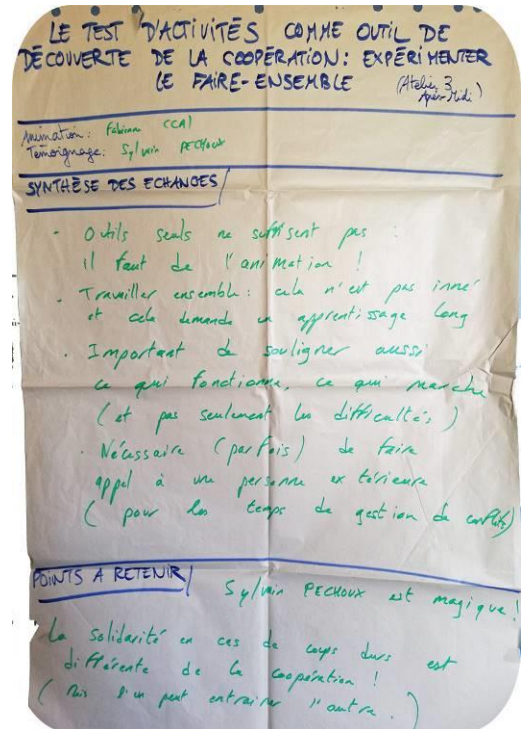 LE TEST D'ACTIVITÉS COMME OUTIL DE
DÉCOUVERTE DE LA COOPÉRATION: EXPÉRIMENTER
LE FAIRE-ENSEMBLE (Atelier 3
Après Midi)
Animation: Fabienne CCAI
Témoignage: Sylvain PECHOUX
SYNTHÈSE DES ECHANGES
- Outils seuls ne suffisent pas :
il faut de l'animation !
- Travailler ensemble: cela n'est pas inné
et cela demande un apprentissage long
- Important de souligner aussi
ce qui fonctionne, ce qui marche
(et pas seulement les difficultés)
- Nécessaire (parfois) de faire
appel à une personne extérieure
(pour les temps de gestion de conflits)
POINTS A RETENIR
Sylvain PECHOUX est magique !
La solidarité en cas de coups durs est
différente de la coopération !
(Mais l'un peut entrainer l'autre.)